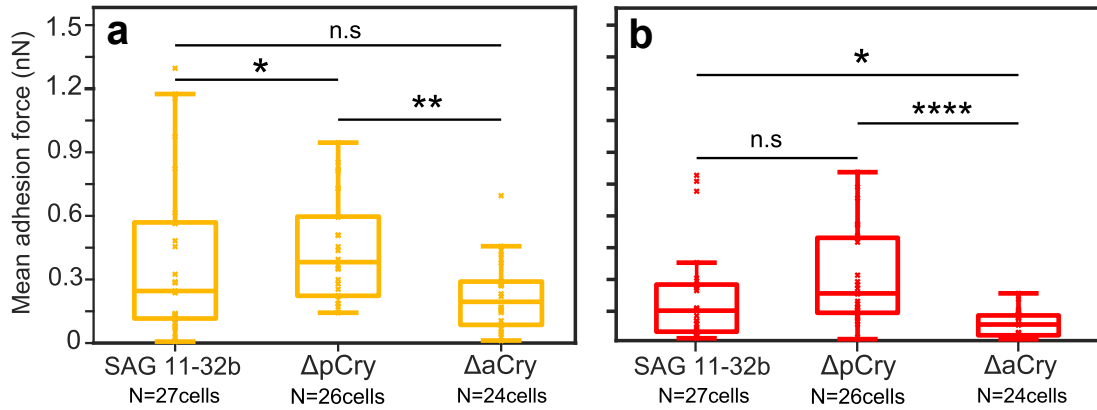 a
b
Mean adhesion force (nN)
1.5
1.2
0.9
0.6
0.3
0
n.s
*
**
*
****
n.s
SAG 11-32b
ΔpCry
ΔaCry
N=27cells
N=26cells
N=24cells
SAG 11-32b
ΔpCry
ΔaCry
N=27cells
N=26cells
N=24cells